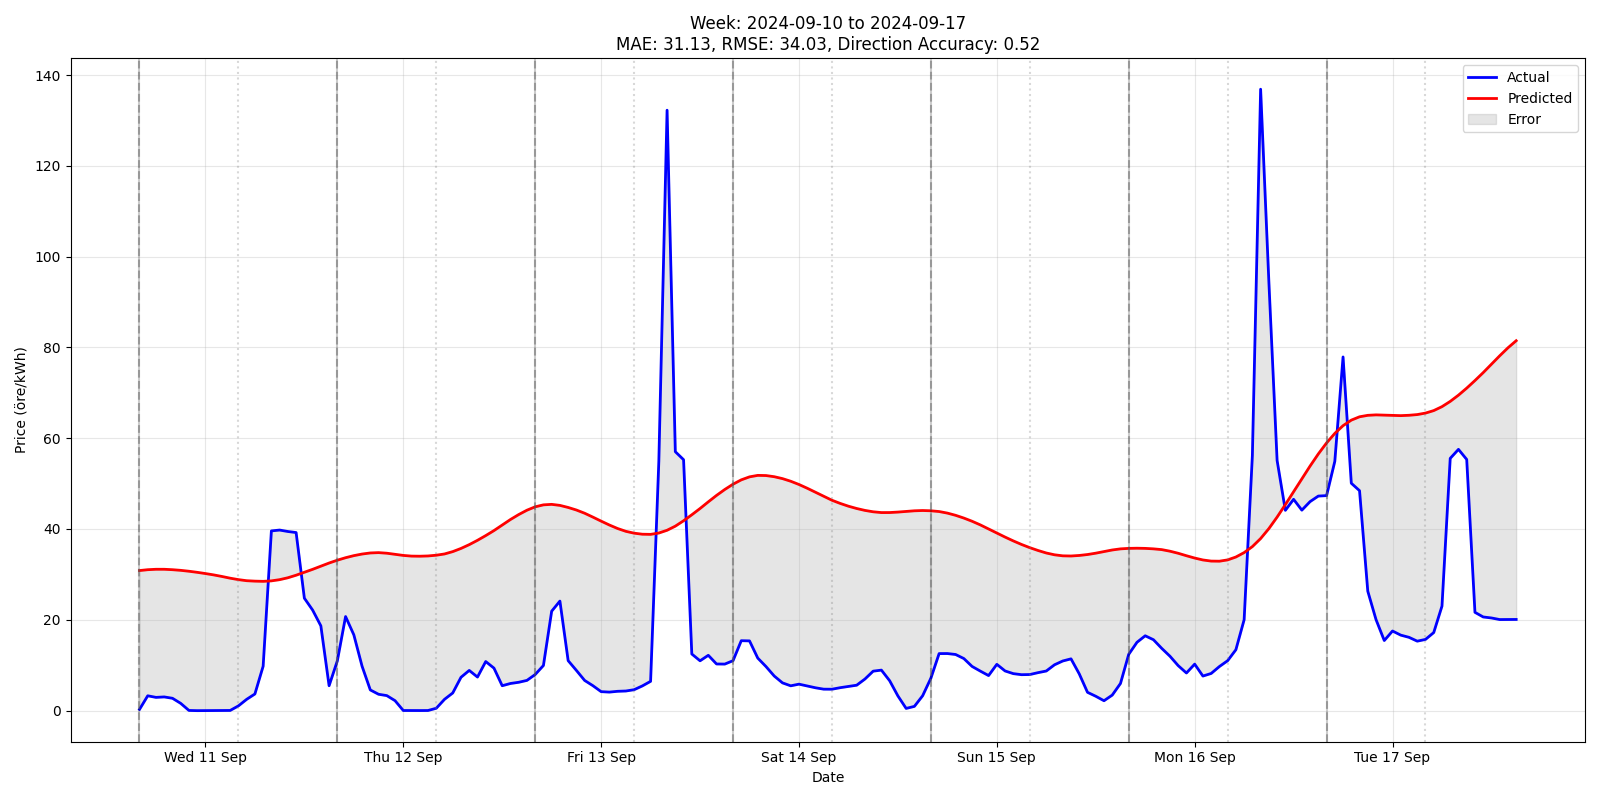 Week: 2024-09-10 to 2024-09-17
MAE: 31.13, RMSE: 34.03, Direction Accuracy: 0.52
Price (öre/kWh)
140
120
100
80
60
40
20
0
Actual
Predicted
Error
Wed 11 Sep
Thu 12 Sep
Fri 13 Sep
Sat 14 Sep
Sun 15 Sep
Mon 16 Sep
Tue 17 Sep
Date